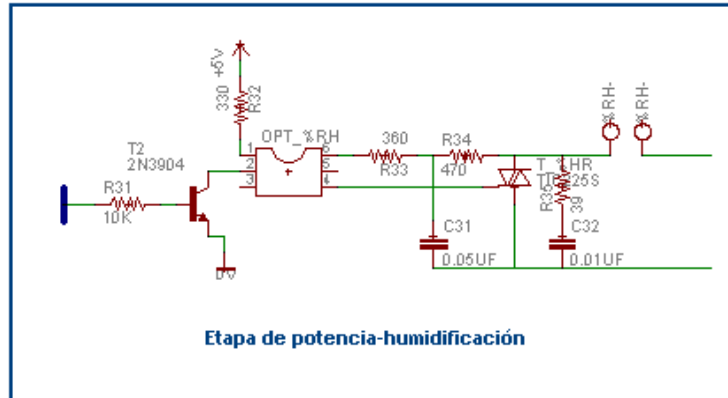 +5V
330
R32
OPT_%RH
1
2
3
6
5
4
T2
2N3904
R31
10K
0V
360
R33
R34
470
C31
0.05UF
39
C32
0.01UF
%RH-
%RH-
Etapa de potencia-humidificación